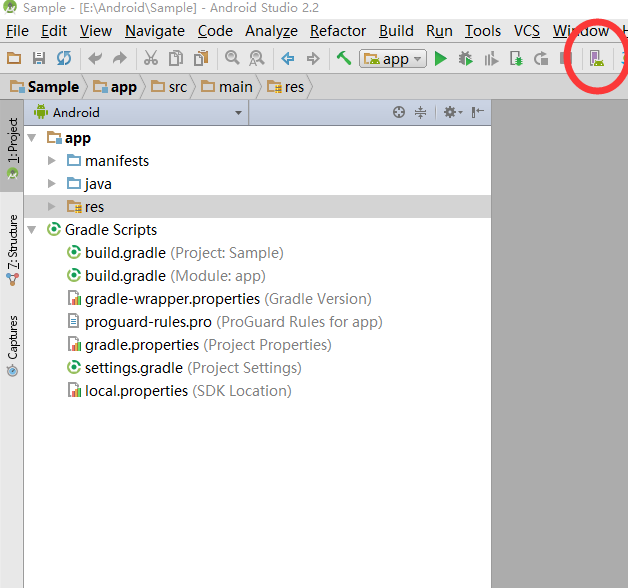 Sample - [E:\Android\Sample] - Android Studio 2.2
File Edit View Navigate Code Analyze Refactor Build Run Tools VCS Window
app
Sample app src main res
1: Project
7: Structure
Captures
Android
app
manifests
java
res
Gradle Scripts
build.gradle (Project: Sample)
build.gradle (Module: app)
gradle-wrapper.properties (Gradle Version)
proguard-rules.pro (ProGuard Rules for app)
gradle.properties (Project Properties)
settings.gradle (Project Settings)
local.properties (SDK Location)